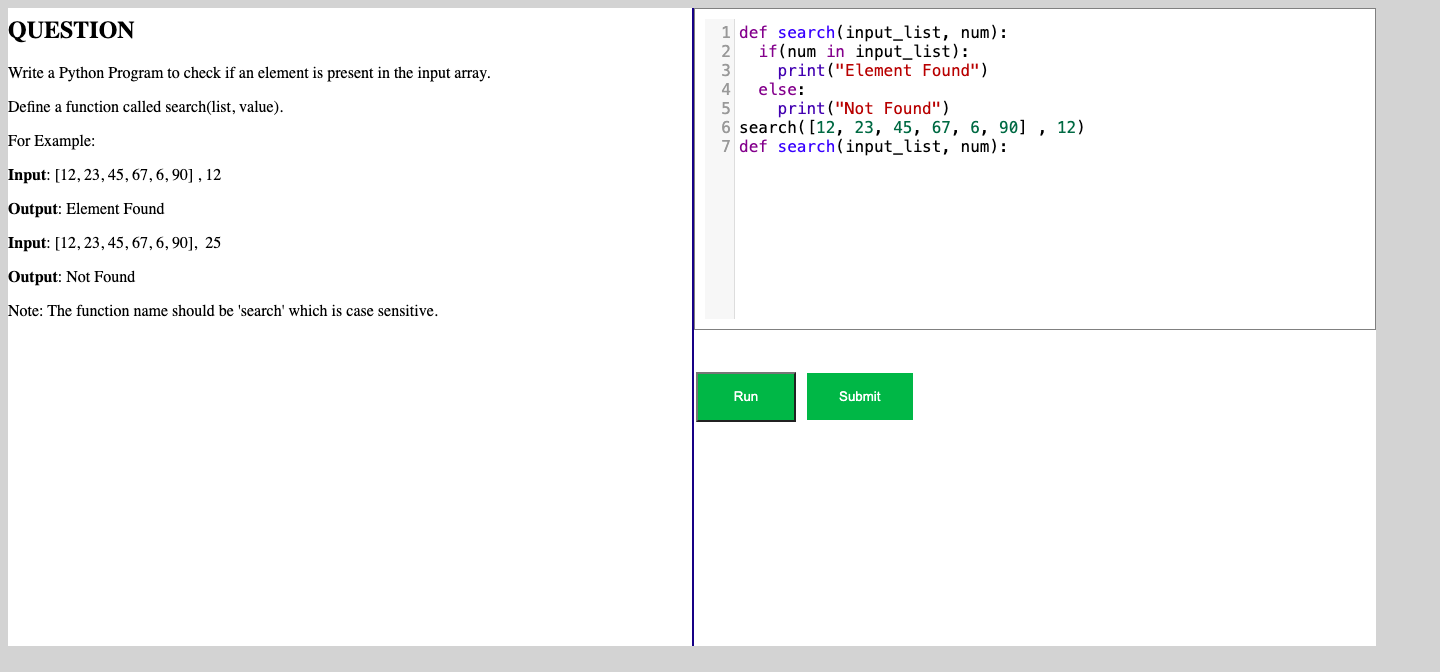 QUESTION
Write a Python Program to check if an element is present in the input array.
Define a function called search(list, value).
For Example:
Input: [12, 23, 45, 67, 6, 90] , 12
Output: Element Found
Input: [12, 23, 45, 67, 6, 90],  25
Output: Not Found
Note: The function name should be 'search' which is case sensitive.
1 def search(input_list, num):
2   if(num in input_list):
3     print("Element Found")
4   else:
5     print("Not Found")
6 search([12, 23, 45, 67, 6, 90] , 12)
7 def search(input_list, num):
Run
Submit